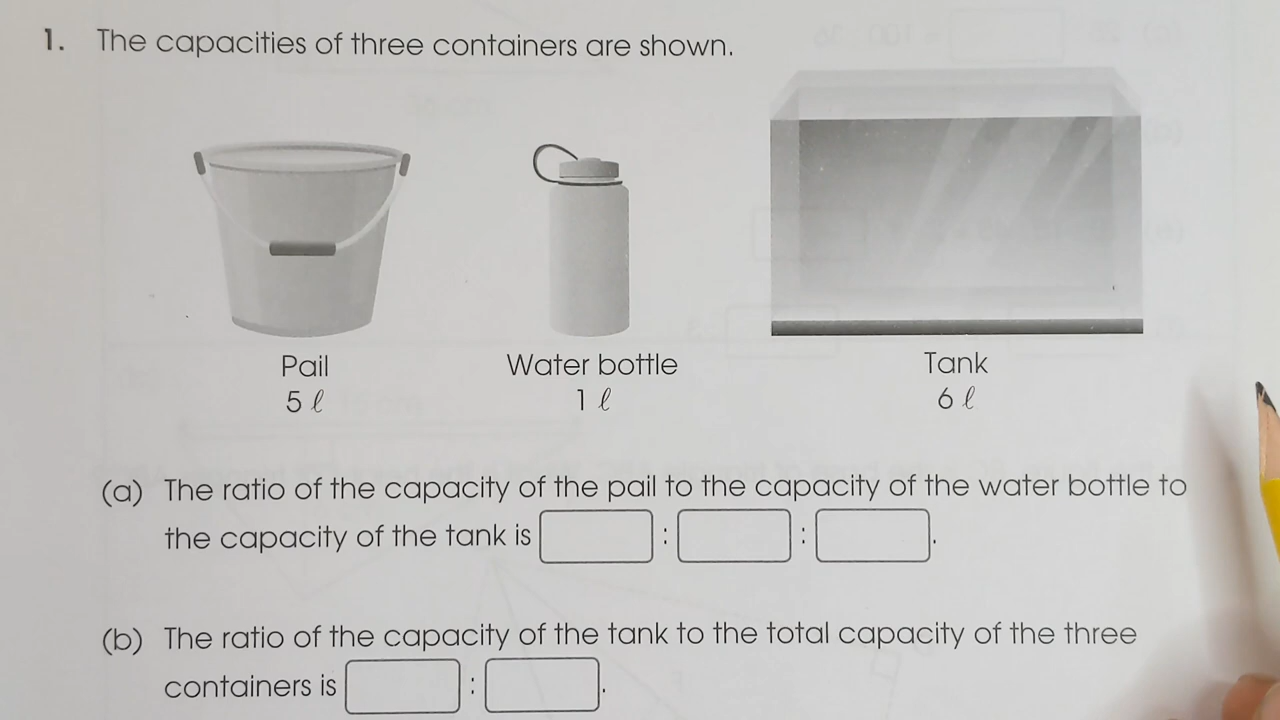 1. The capacities of three containers are shown.
Pail
5 ℓ
Water bottle
1 ℓ
Tank
6 ℓ
(a) The ratio of the capacity of the pail to the capacity of the water bottle to
the capacity of the tank is : : .
(b) The ratio of the capacity of the tank to the total capacity of the three
containers is : .